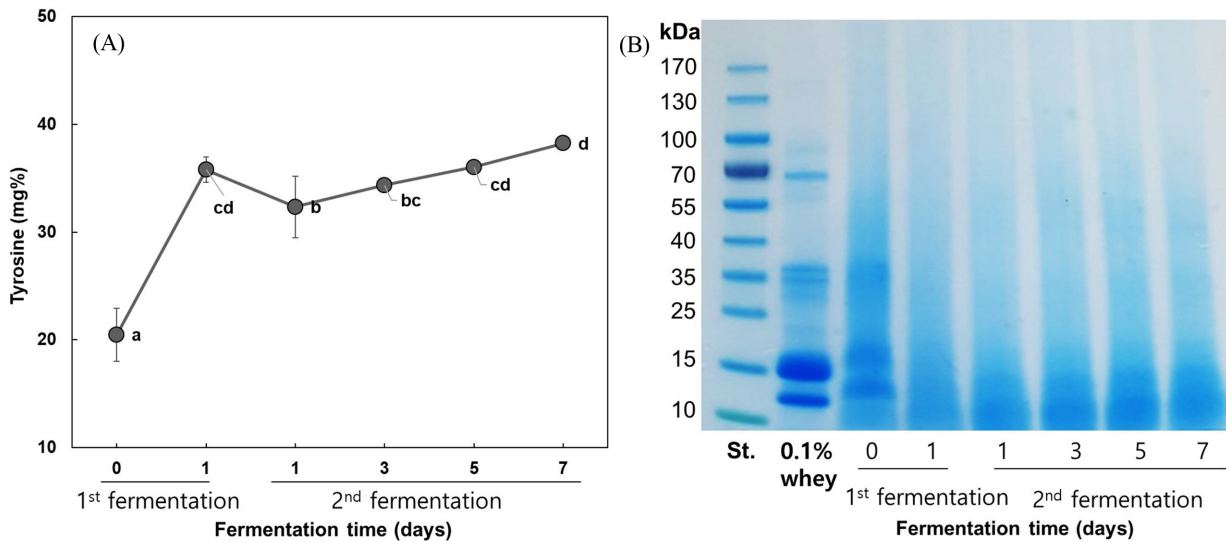 (A)
50
40
30
20
10
Tyrosine (mg%)
a
cd
b
bc
cd
d
0 1 1 3 5 7
1st fermentation 2nd fermentation
Fermentation time (days)
(B)
kDa
170
130
100
70
55
40
35
25
15
10
St. 0.1% whey 0 1 1 3 5 7
1st fermentation 2nd fermentation
Fermentation time (days)